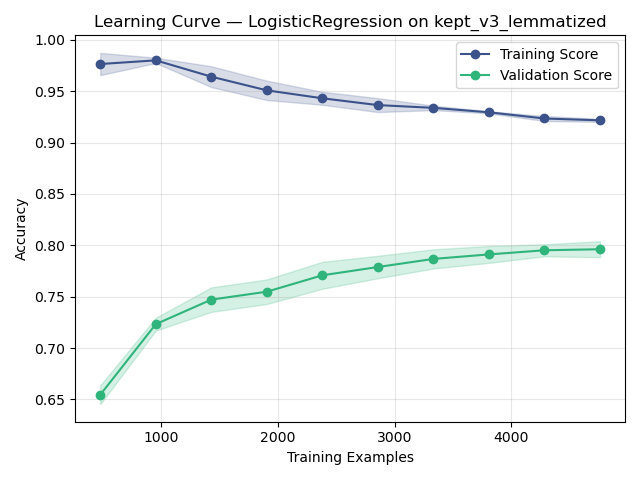 Learning Curve — LogisticRegression on kept_v3_lemmatized
Training Score
Validation Score
1.00
0.95
0.90
0.85
0.80
0.75
0.70
0.65
Accuracy
1000
2000
3000
4000
Training Examples